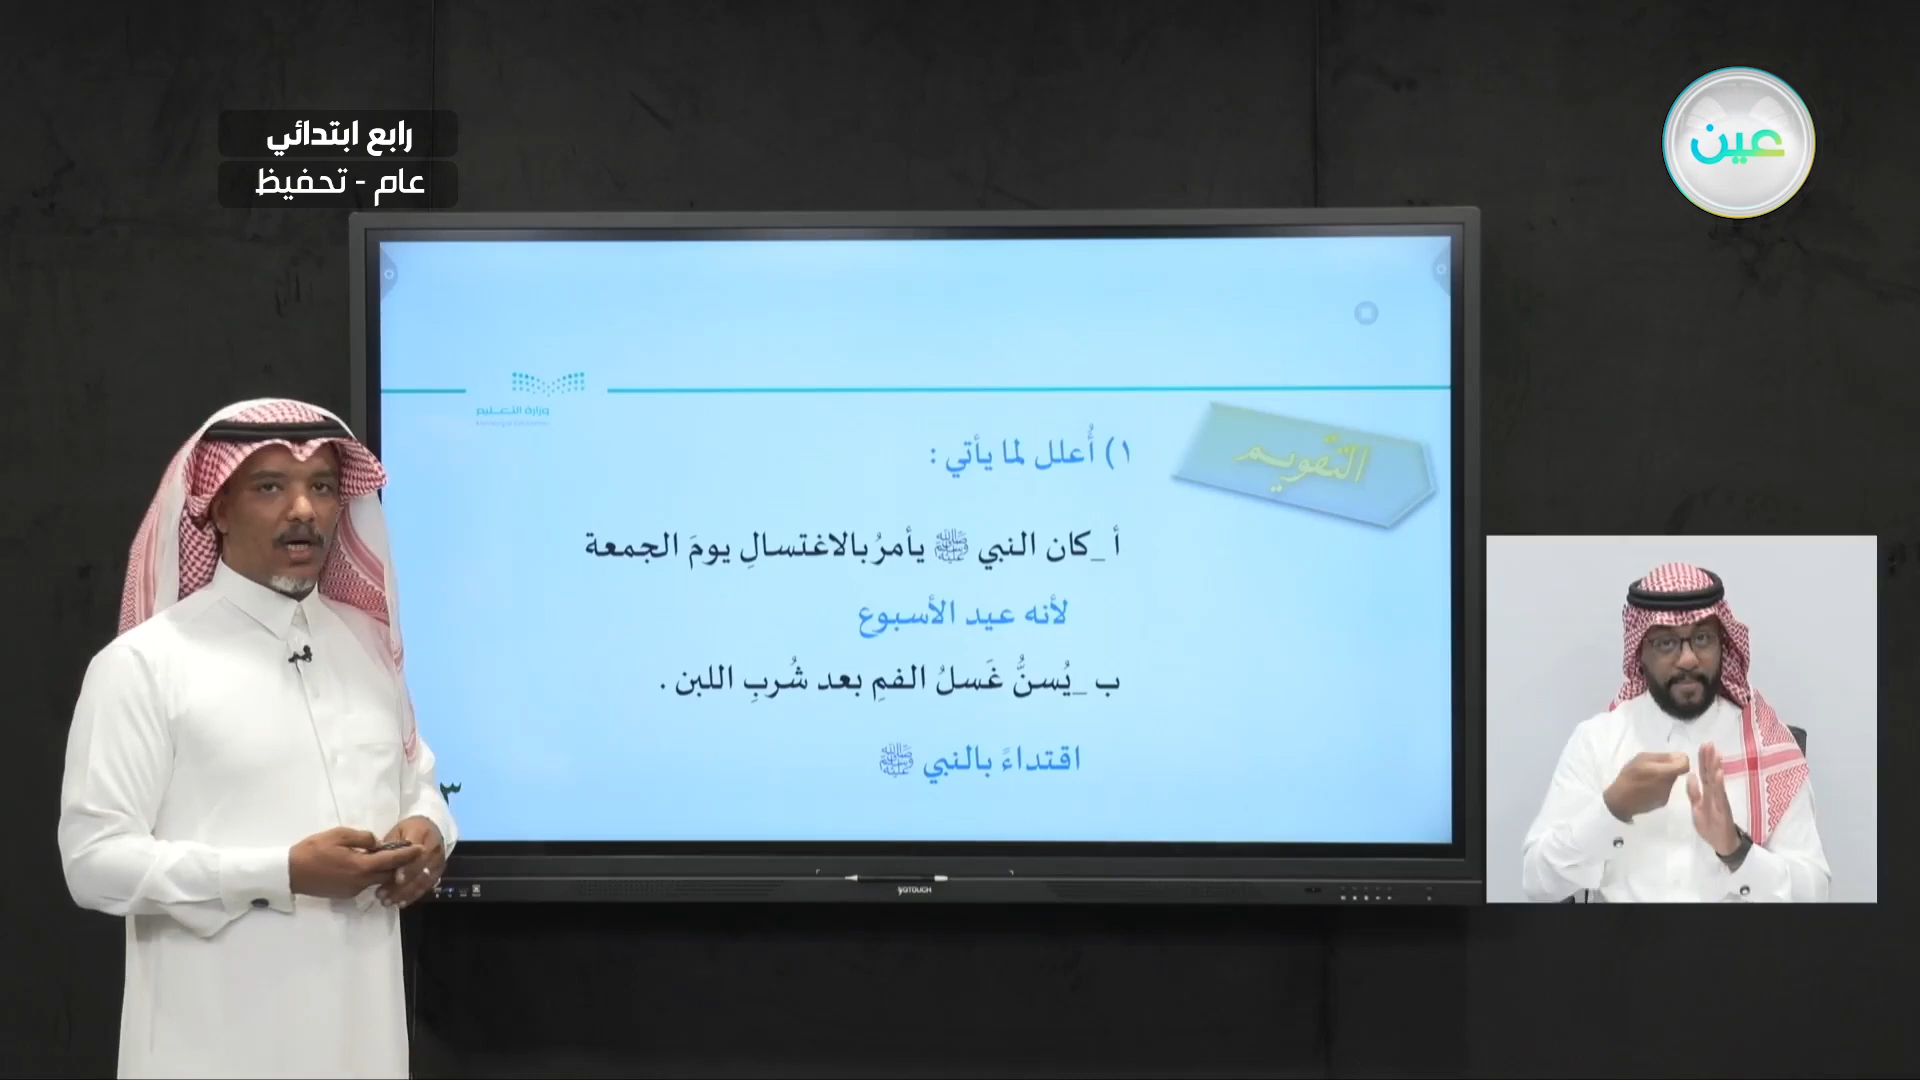 رابع ابتدائي
عام - تحفيظ
عين
وزارة التعليم
التقويم
١) أُعلل لما يأتي :
أ _كان النبي ﷺ يأمرُ بالاغتسالِ يومَ الجمعة
لأنه عيد الأسبوع
ب _يُسنُّ غَسلُ الفمِ بعد شُربِ اللبن .
اقتداءً بالنبي ﷺ
٣